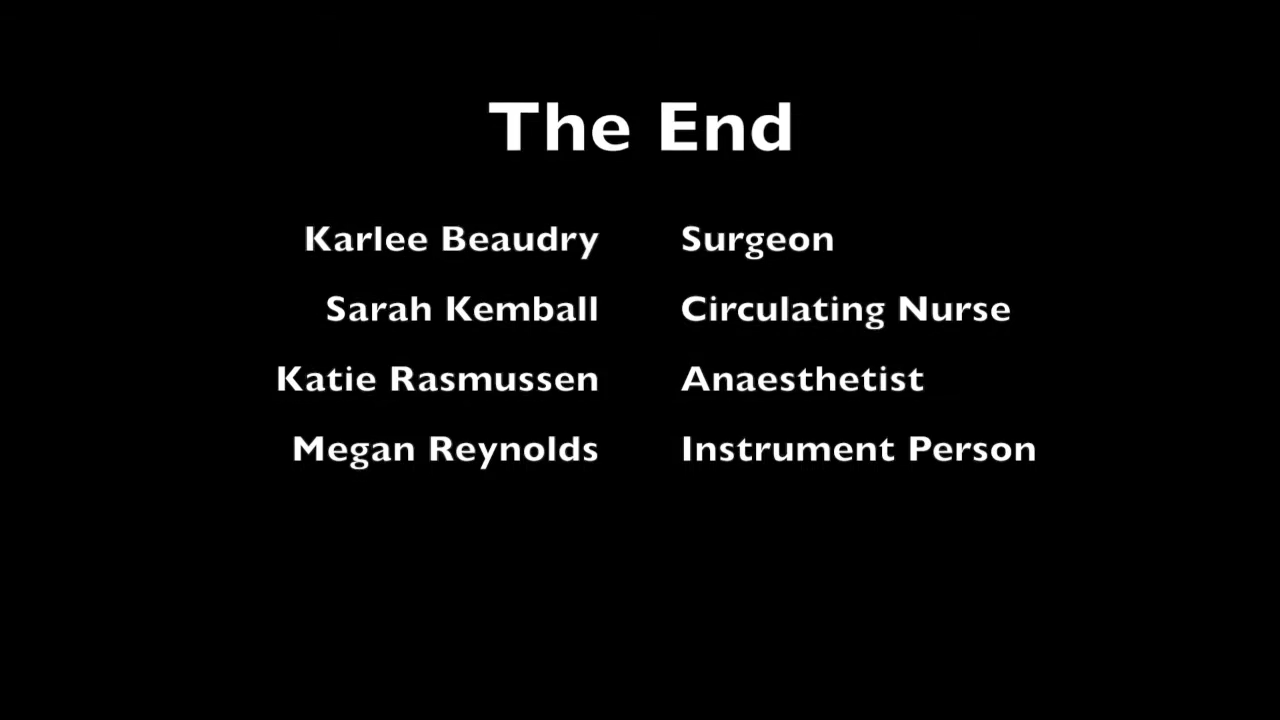 The End
Karlee Beaudry Surgeon
Sarah Kemball Circulating Nurse
Katie Rasmussen Anaesthetist
Megan Reynolds Instrument Person